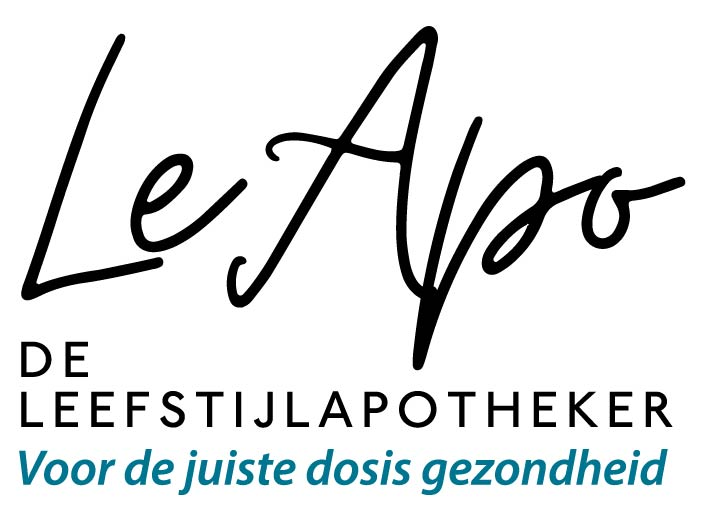 Le Apo
DE
LEEFSTIJLAPOTHEKER
Voor de juiste dosis gezondheid